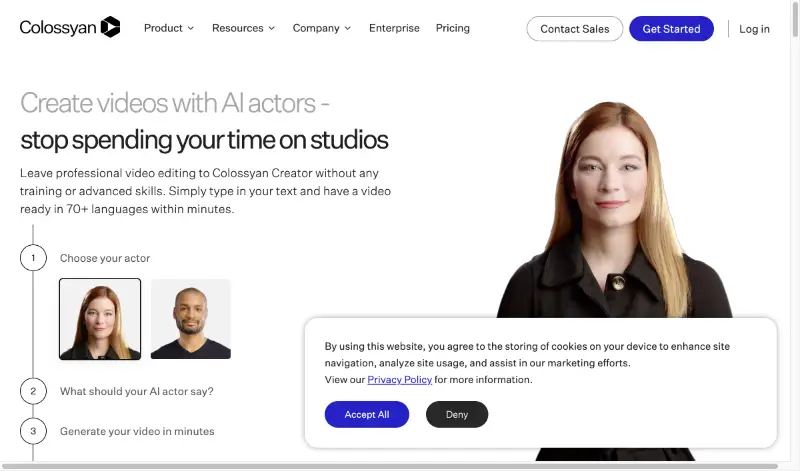 Colossyan
Product
Resources
Company
Enterprise
Pricing
Contact Sales
Get Started
Log in
Create videos with AI actors -
stop spending your time on studios
Leave professional video editing to Colossyan Creator without any
training or advanced skills. Simply type in your text and have a video
ready in 70+ languages within minutes.
1 Choose your actor
2 What should your AI actor say?
3 Generate your video in minutes
By using this website, you agree to the storing of cookies on your device to enhance site
navigation, analyze site usage, and assist in our marketing efforts.
View our Privacy Policy for more information.
Accept All
Deny